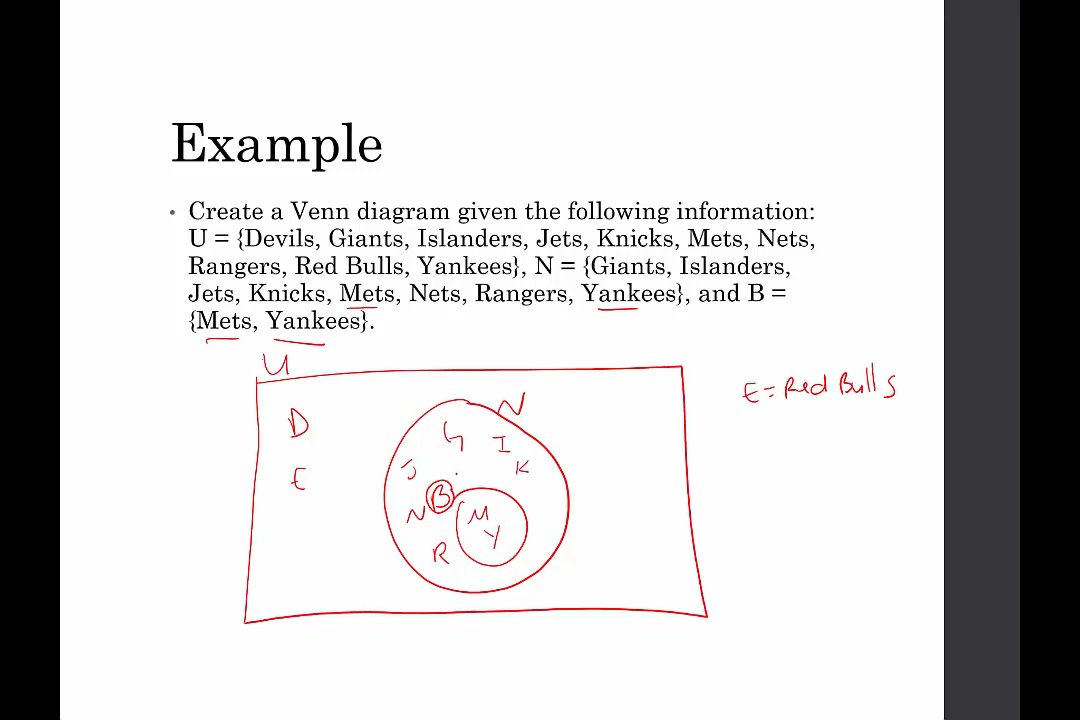 Example
• Create a Venn diagram given the following information:
U = {Devils, Giants, Islanders, Jets, Knicks, Mets, Nets,
Rangers, Red Bulls, Yankees}, N = {Giants, Islanders,
Jets, Knicks, Mets, Nets, Rangers, Yankees}, and B =
{Mets, Yankees}.
U
E = Red Bulls
N
D
G I
J K
E
B
N M
Y
R